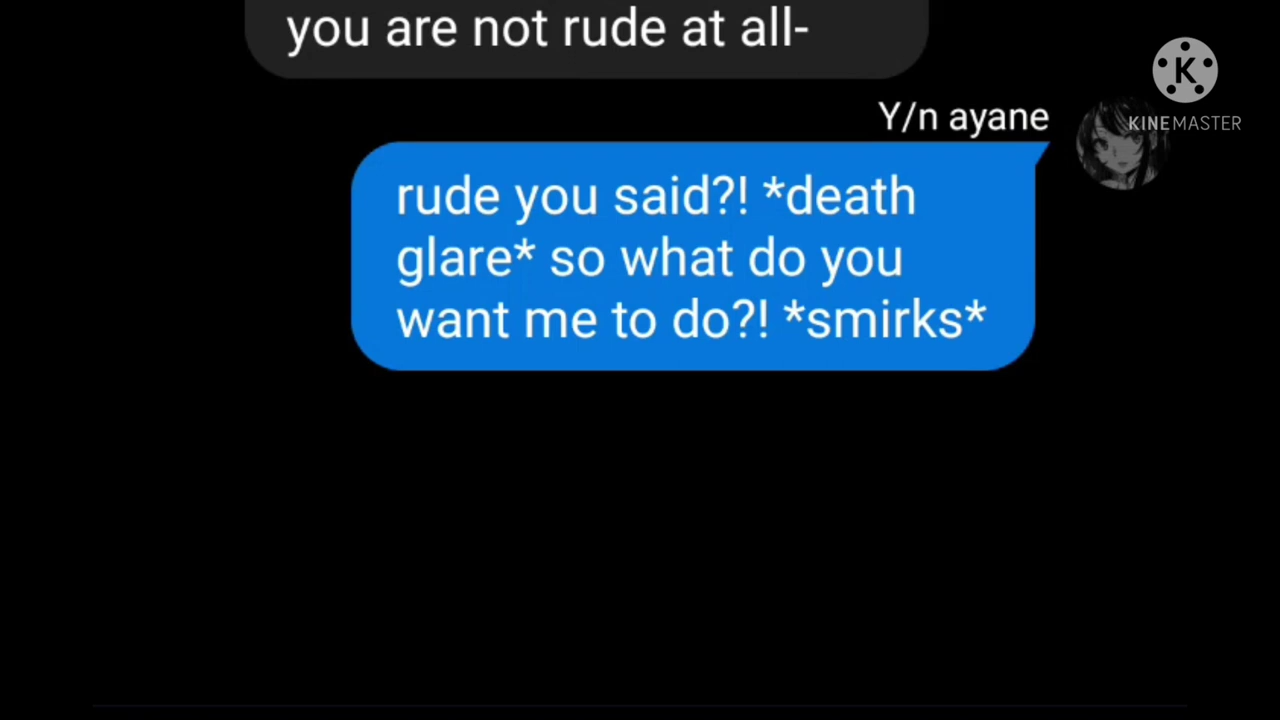 you are not rude at all-
K
KINEMASTER
Y/n ayane
rude you said?! *death
glare* so what do you
want me to do?! *smirks*